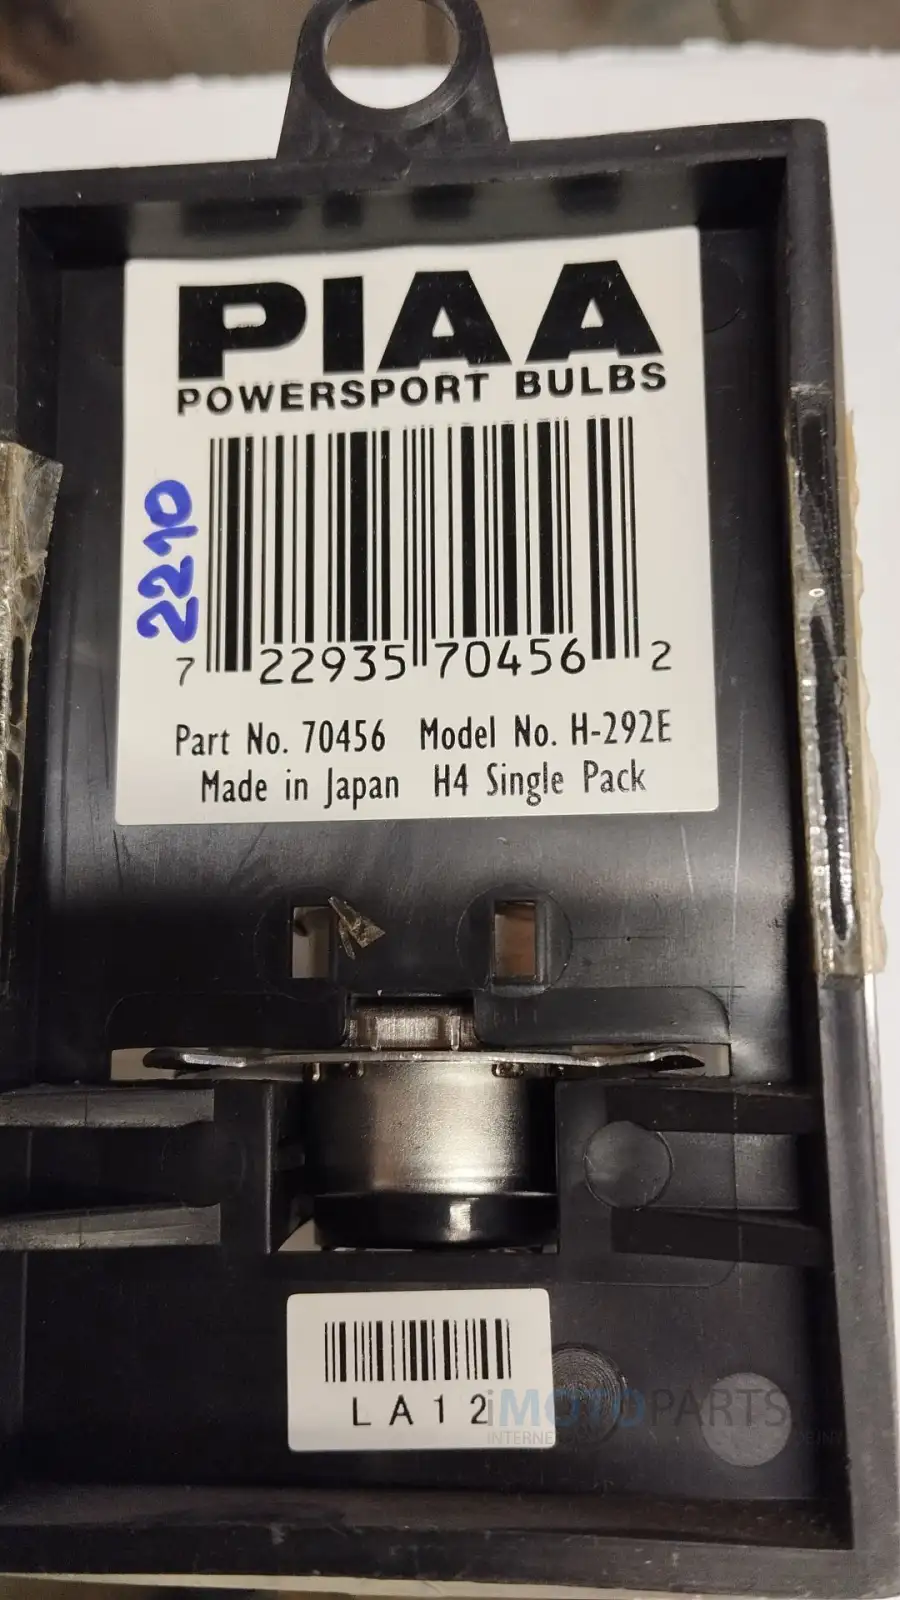 PIAA
POWERSPORT BULBS
2210
7 22935 70456 2
Part No. 70456 Model No. H-292E
Made in Japan H4 Single Pack
LA12
iMOTOPARTS